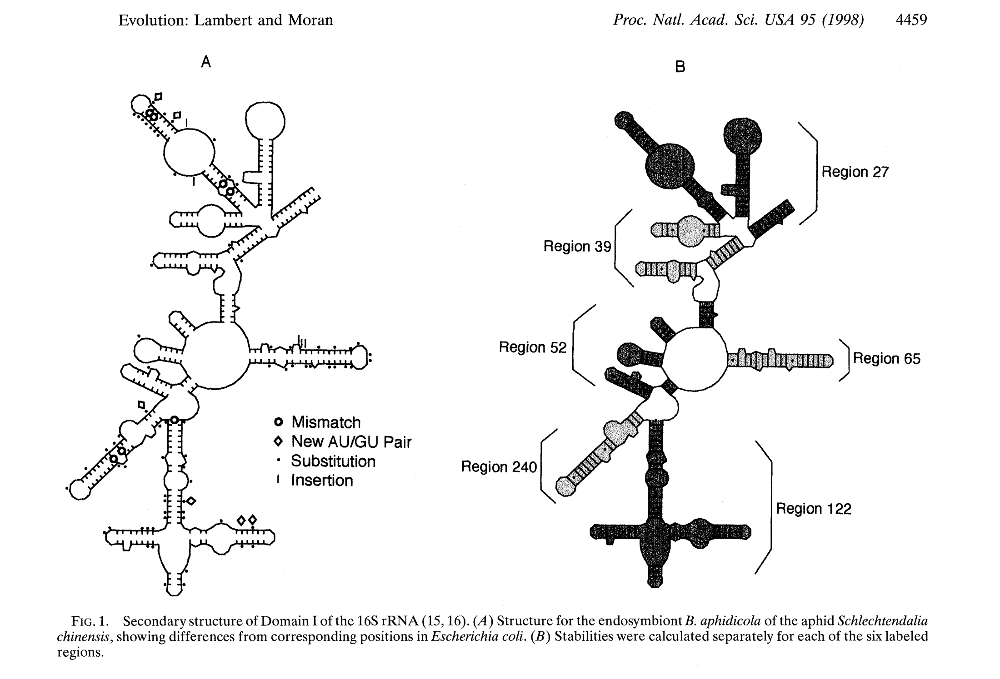 Evolution: Lambert and Moran
Proc. Natl. Acad. Sci. USA 95 (1998) 4459
A
B
Region 27
Region 39
Region 52
Region 65
Region 240
Region 122
Mismatch
New AU/GU Pair
Substitution
Insertion
FIG. 1. Secondary structure of Domain I of the 16S rRNA (15, 16). (A) Structure for the endosymbiont B. aphidicola of the aphid Schlechtendalia
chinensis, showing differences from corresponding positions in Escherichia coli. (B) Stabilities were calculated separately for each of the six labeled
regions.